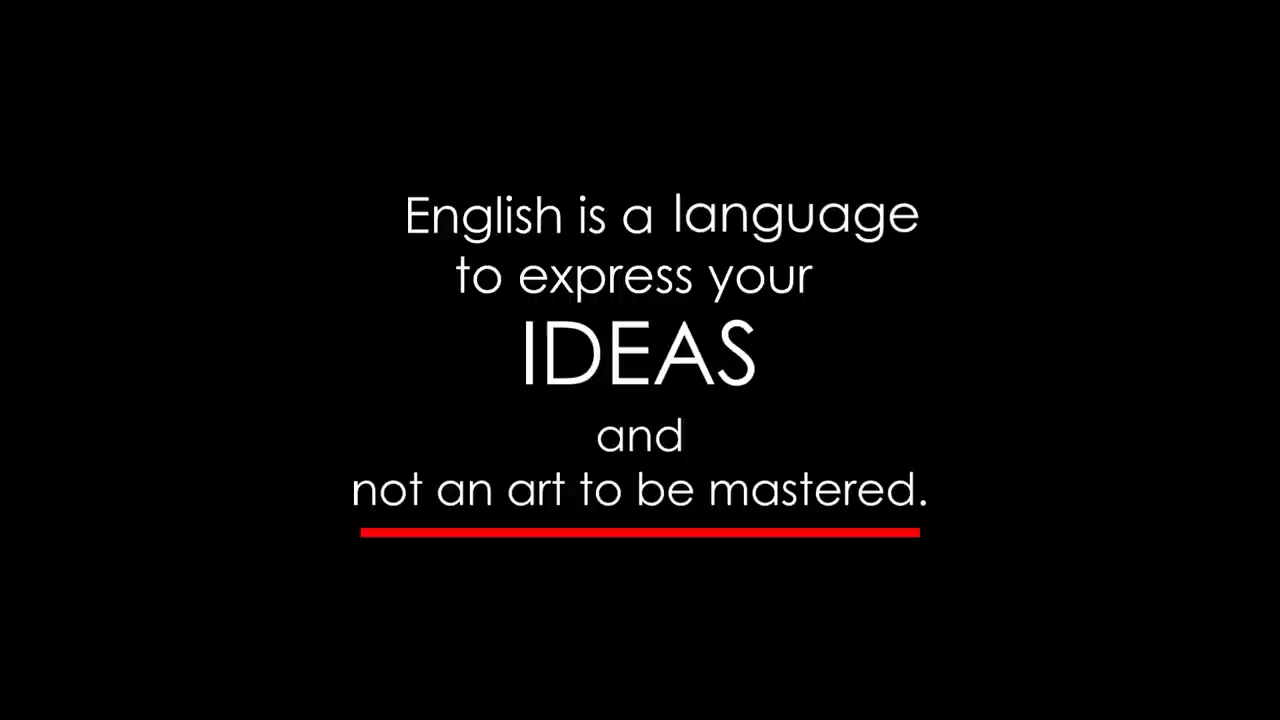 English is a language
to express your
IDEAS
and
not an art to be mastered.